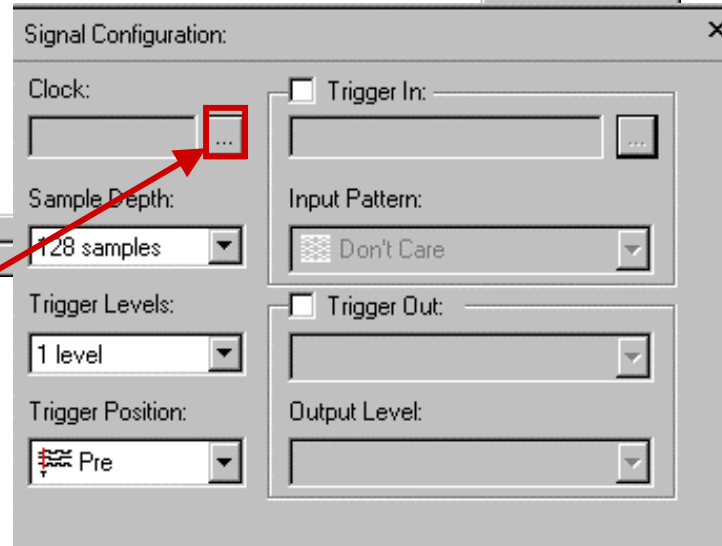 Signal Configuration:
Clock:
...
Sample Depth:
128 samples
Trigger Levels:
1 level
Trigger Position:
Pre
Trigger In:
...
Input Pattern:
Don't Care
Trigger Out:
Output Level: